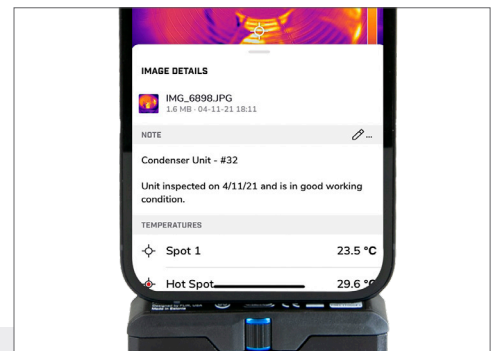 IMAGE DETAILS
IMG_6898.JPG
1.6 MB · 04-11-21 18:11
NOTE
...
Condenser Unit - #32
Unit inspected on 4/11/21 and is in good working
condition.
TEMPERATURES
Spot 1 23.5 °C
Hot Spot 29.6 °C